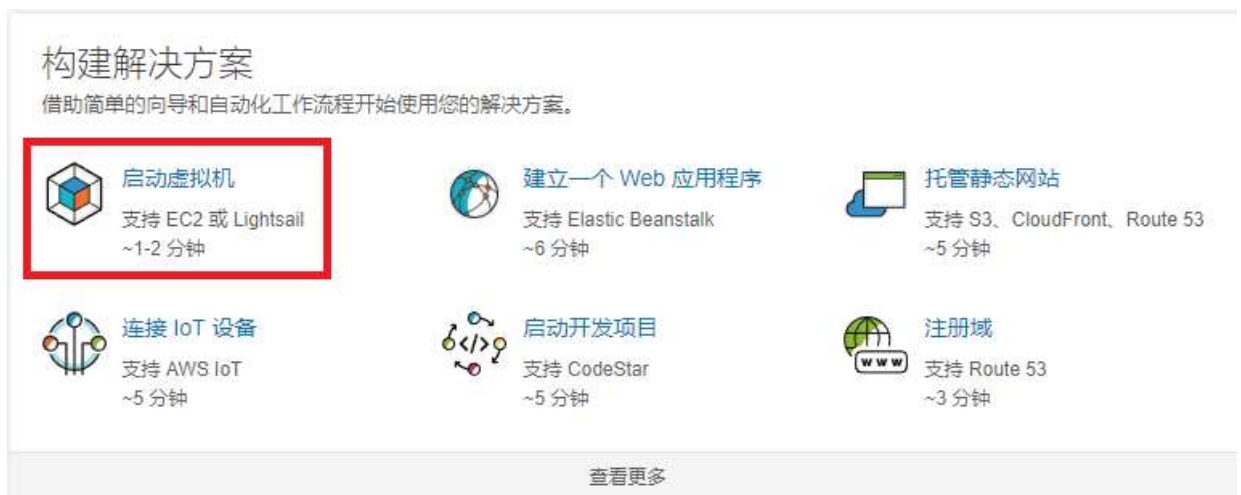 构建解决方案
借助简单的向导和自动化工作流程开始使用您的解决方案。
启动虚拟机
支持 EC2 或 Lightsail
~1-2 分钟
建立一个 Web 应用程序
支持 Elastic Beanstalk
~6 分钟
托管静态网站
支持 S3、CloudFront、Route 53
~5 分钟
连接 IoT 设备
支持 AWS IoT
~5 分钟
启动开发项目
支持 CodeStar
~5 分钟
www
注册域
支持 Route 53
~3 分钟
查看更多